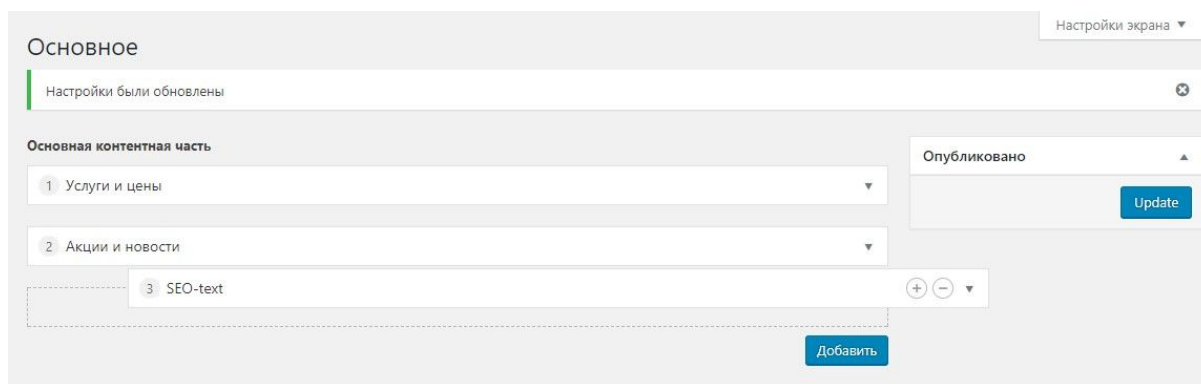 Настройки экрана
Основное
Настройки были обновлены
Основная контентная часть
1 Услуги и цены
2 Акции и новости
3 SEO-text
Добавить
Опубликовано
Update